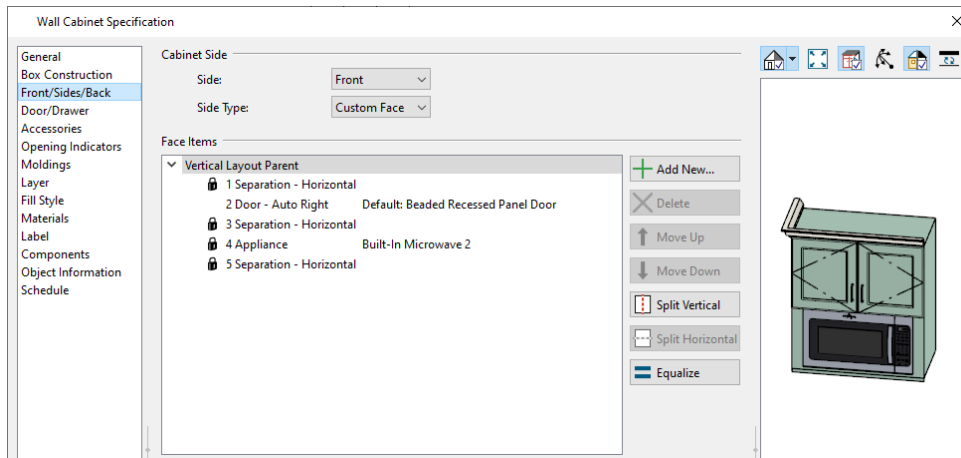 Wall Cabinet Specification
General
Box Construction
Front/Sides/Back
Door/Drawer
Accessories
Opening Indicators
Moldings
Layer
Fill Style
Materials
Label
Components
Object Information
Schedule
Cabinet Side
Side: Front
Side Type: Custom Face
Face Items
Vertical Layout Parent
1 Separation - Horizontal
2 Door - Auto Right Default: Beaded Recessed Panel Door
3 Separation - Horizontal
4 Appliance Built-In Microwave 2
5 Separation - Horizontal
Add New...
Delete
Move Up
Move Down
Split Vertical
Split Horizontal
Equalize